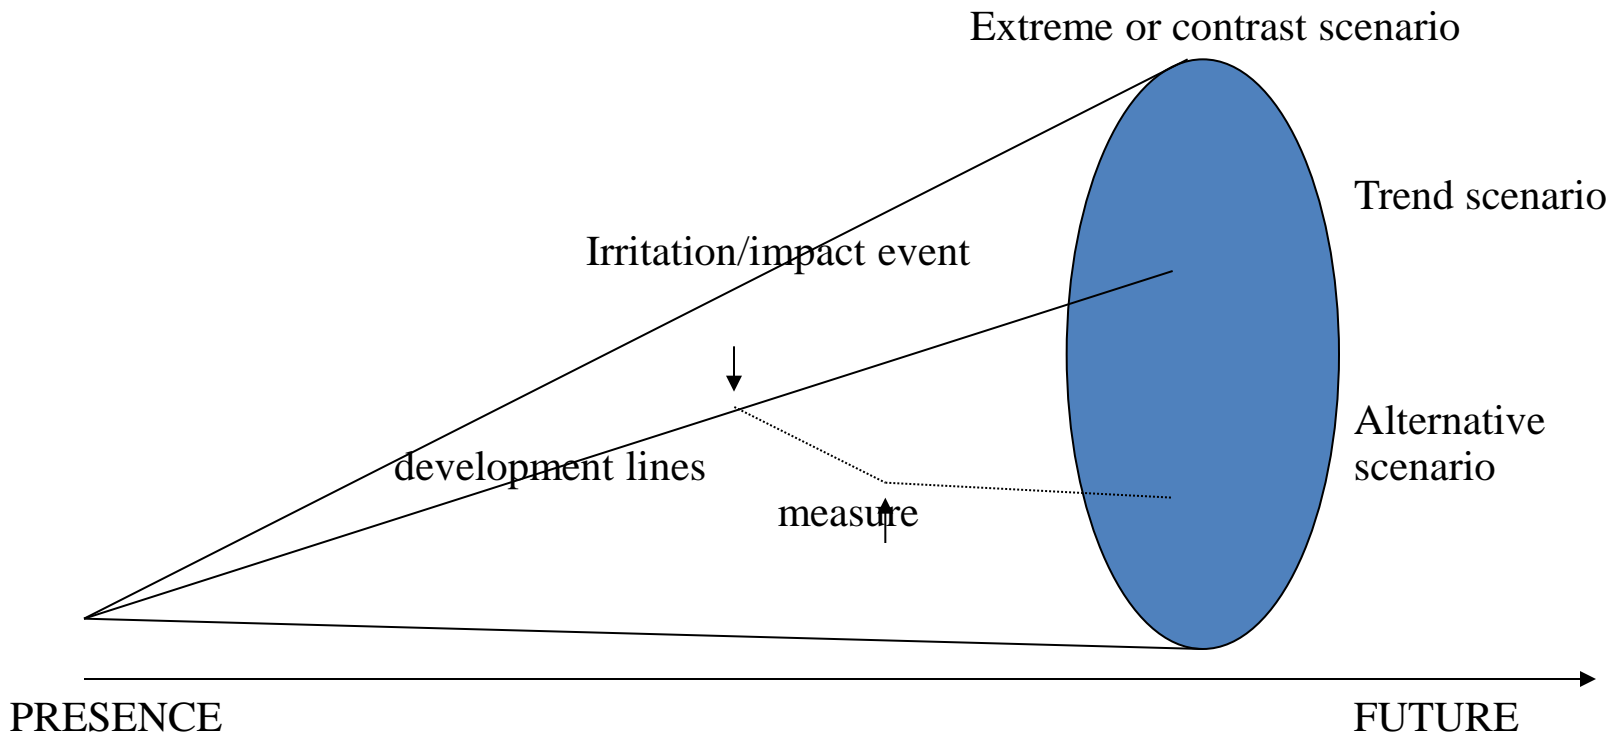 Extreme or contrast scenario
Trend scenario
Irritation/impact event
Alternative
scenario
development lines
measure
PRESENCE
FUTURE